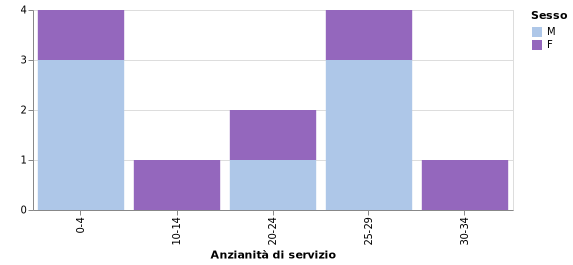 4
3
2
1
0
0-4
10-14
20-24
25-29
30-34
Anzianità di servizio
Sesso
M
F